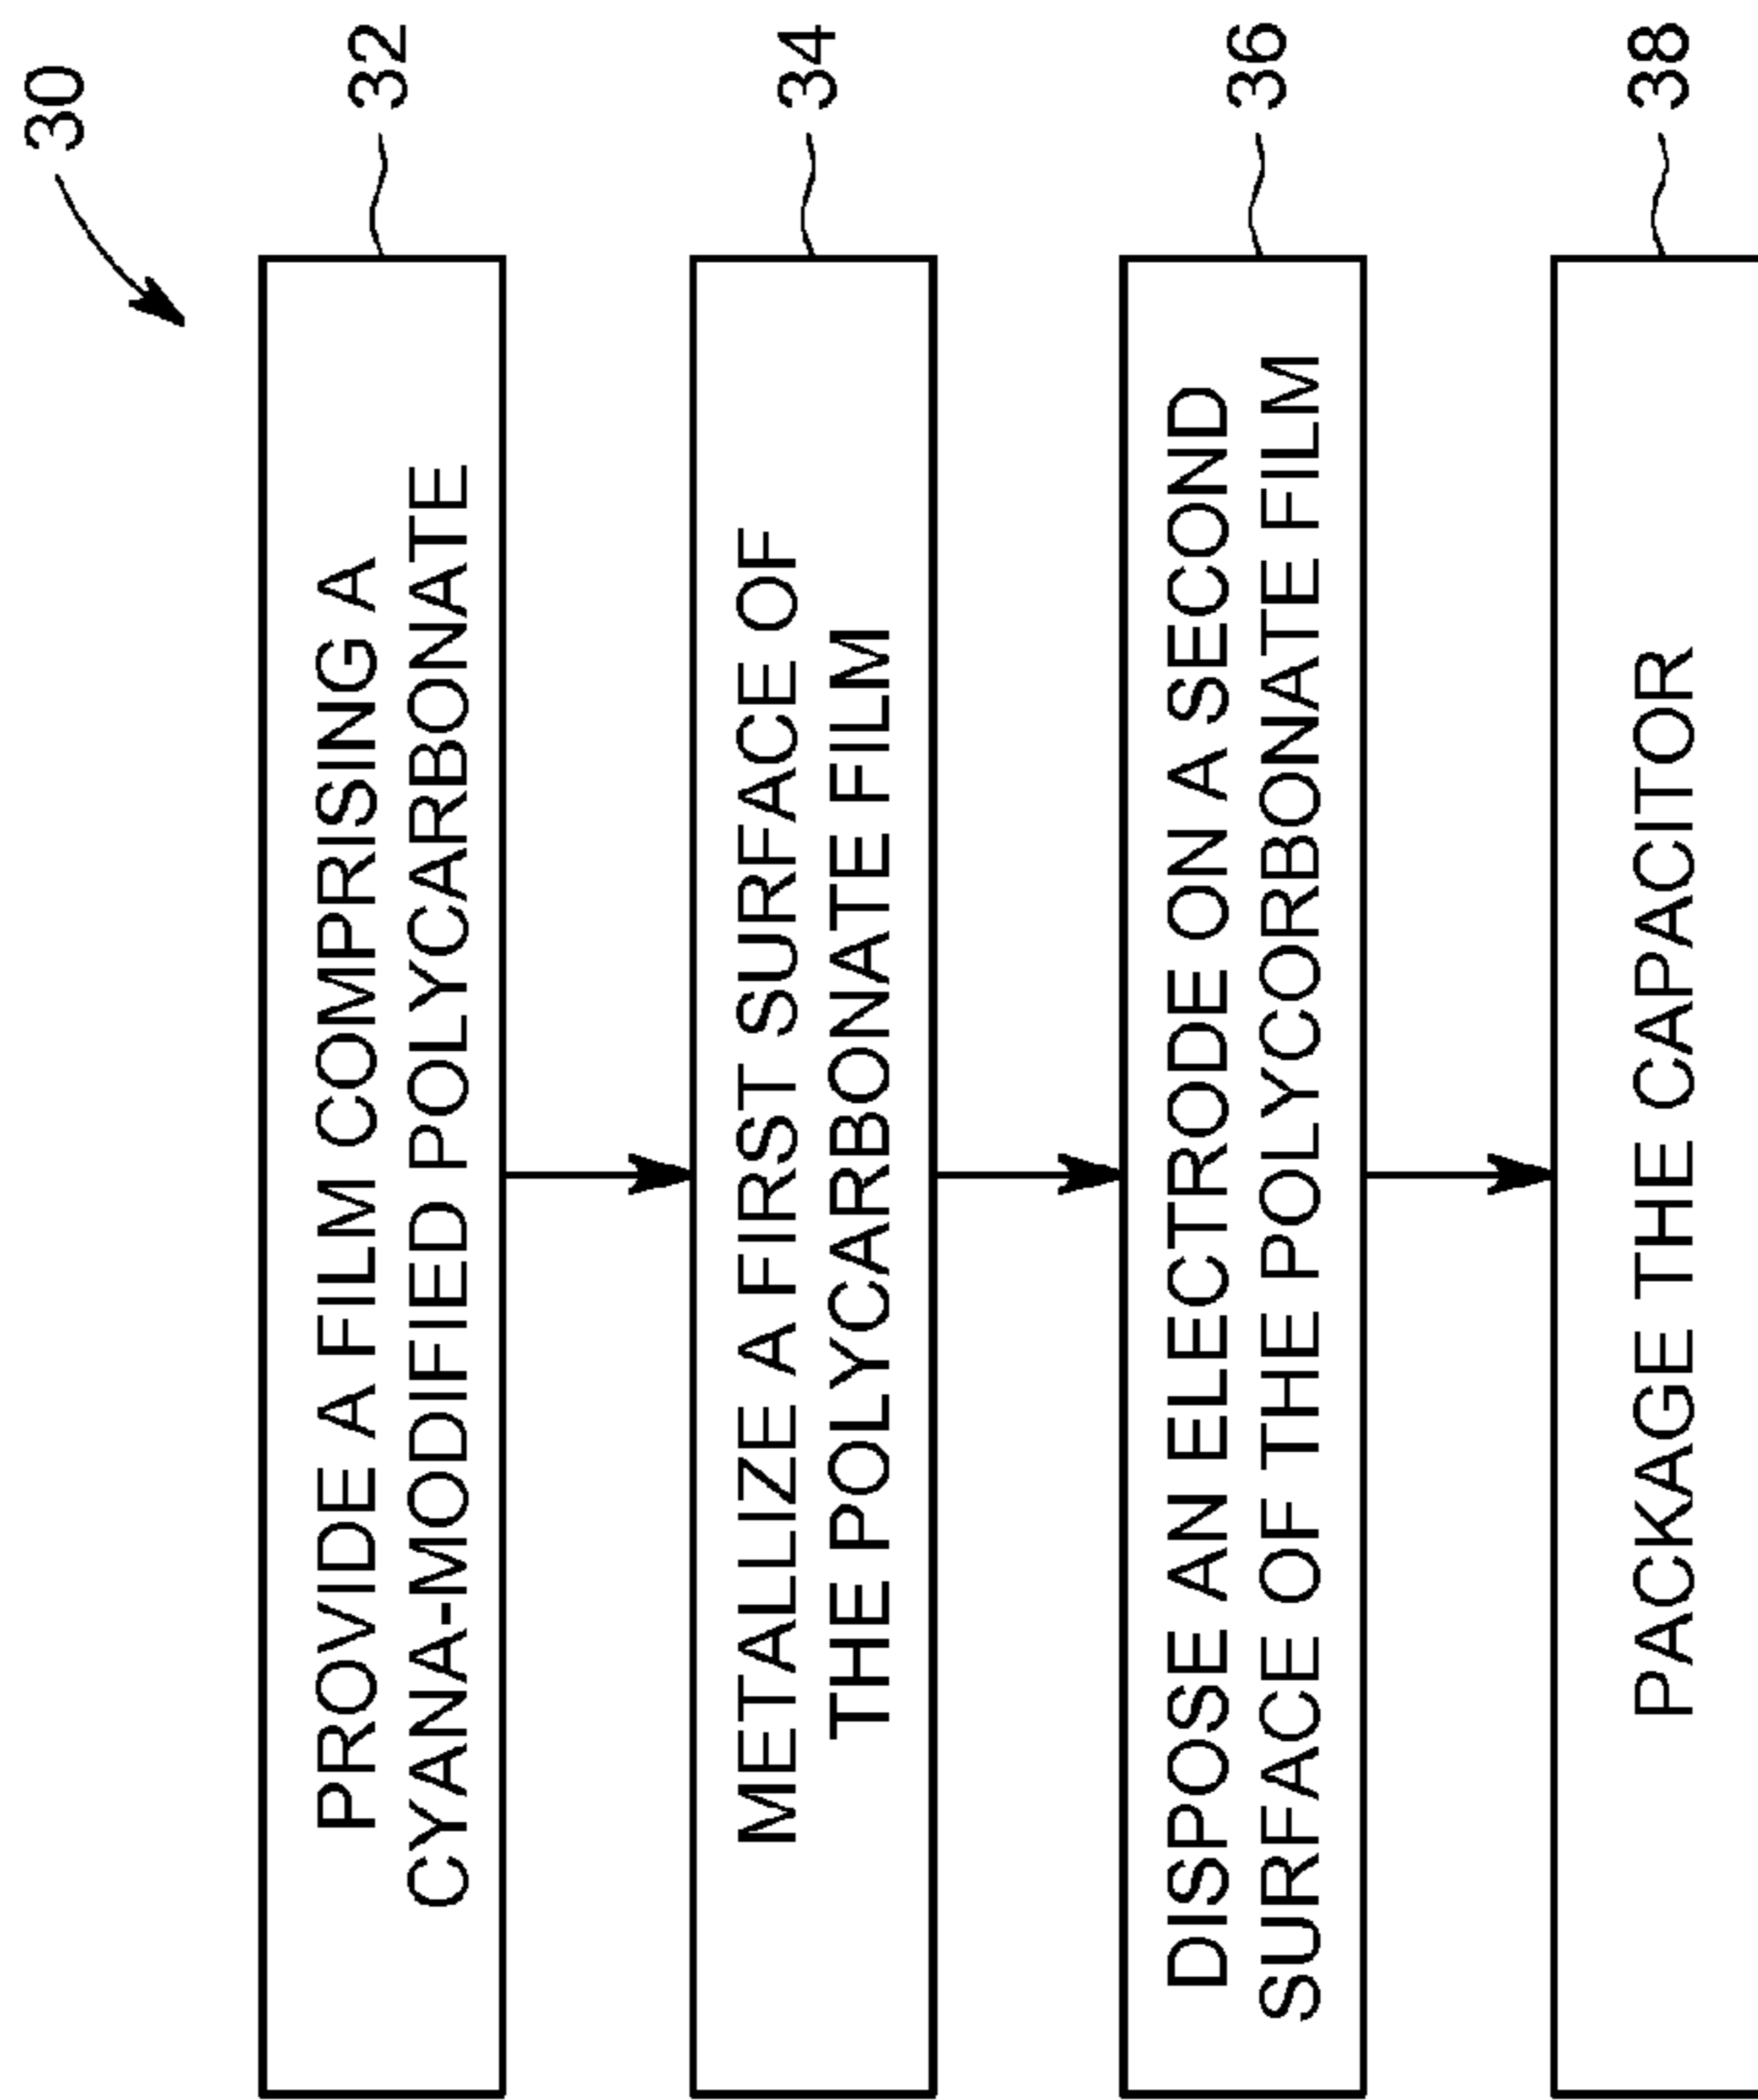 30
PROVIDE A FILM COMPRISING A
CYANA-MODIFIED POLYCARBONATE
32
METALLIZE A FIRST SURFACE OF
THE POLYCARBONATE FILM
34
DISPOSE AN ELECTRODE ON A SECOND
SURFACE OF THE POLYCORBONATE FILM
36
PACKAGE THE CAPACITOR
38